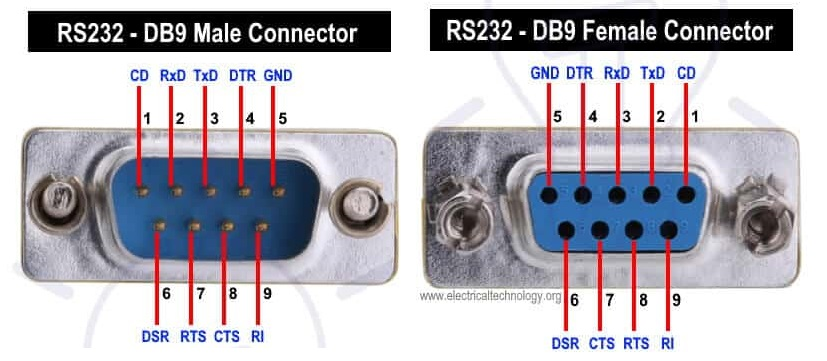 RS232 - DB9 Male Connector
CD RxD TxD DTR GND
1 2 3 4 5
6 7 8 9
DSR RTS CTS RI
RS232 - DB9 Female Connector
GND DTR RxD TxD CD
5 4 3 2 1
www.electricaltechnology.org
6 7 8 9
DSR CTS RTS RI